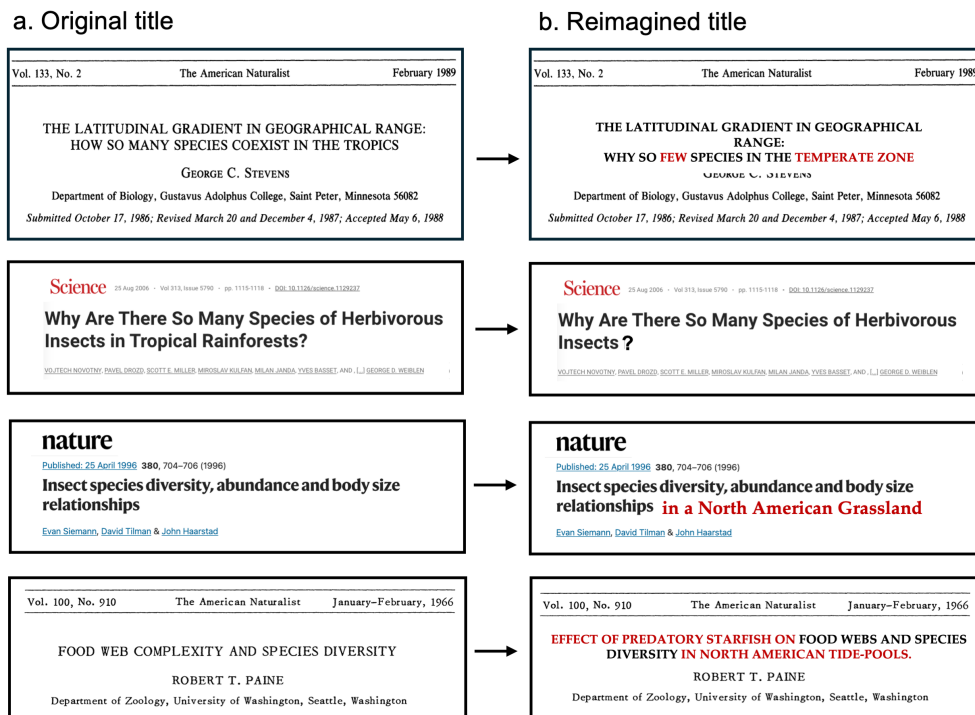 a. Original title
b. Reimagined title
Vol. 133, No. 2 The American Naturalist February 1989
THE LATITUDINAL GRADIENT IN GEOGRAPHICAL RANGE:
HOW SO MANY SPECIES COEXIST IN THE TROPICS
GEORGE C. STEVENS
Department of Biology, Gustavus Adolphus College, Saint Peter, Minnesota 56082
Submitted October 17, 1986; Revised March 20 and December 4, 1987; Accepted May 6, 1988
Vol. 133, No. 2 The American Naturalist February 1989
THE LATITUDINAL GRADIENT IN GEOGRAPHICAL
RANGE:
WHY SO FEW SPECIES IN THE TEMPERATE ZONE
GEORGE C. STEVENS
Department of Biology, Gustavus Adolphus College, Saint Peter, Minnesota 56082
Submitted October 17, 1986; Revised March 20 and December 4, 1987; Accepted May 6, 1988
Science 25 Aug 2006 - Vol 313, Issue 5790 - pp. 1115-1118 - DOI: 10.1126/science.1129237
Why Are There So Many Species of Herbivorous
Insects in Tropical Rainforests?
VOJTECH NOVOTNY, PAVEL DROZD, SCOTT E. MILLER, MIROSLAV KULFAN, MILAN JANDA, YVES BASSET, AND , [...] GEORGE D. WEIBLEN
Science 25 Aug 2006 - Vol 313, Issue 5790 - pp. 1115-1118 - DOI: 10.1126/science.1129237
Why Are There So Many Species of Herbivorous
Insects ?
VOJTECH NOVOTNY, PAVEL DROZD, SCOTT E. MILLER, MIROSLAV KULFAN, MILAN JANDA, YVES BASSET, AND , [...] GEORGE D. WEIBLEN
nature
Published: 25 April 1996 380, 704–706 (1996)
Insect species diversity, abundance and body size
relationships
Evan Siemann, David Tilman & John Haarstad
nature
Published: 25 April 1996 380, 704–706 (1996)
Insect species diversity, abundance and body size
relationships in a North American Grassland
Evan Siemann, David Tilman & John Haarstad
Vol. 100, No. 910 The American Naturalist January–February, 1966
FOOD WEB COMPLEXITY AND SPECIES DIVERSITY
ROBERT T. PAINE
Department of Zoology, University of Washington, Seattle, Washington
Vol. 100, No. 910 The American Naturalist January–February, 1966
EFFECT OF PREDATORY STARFISH ON FOOD WEBS AND SPECIES
DIVERSITY IN NORTH AMERICAN TIDE-POOLS.
ROBERT T. PAINE
Department of Zoology, University of Washington, Seattle, Washington